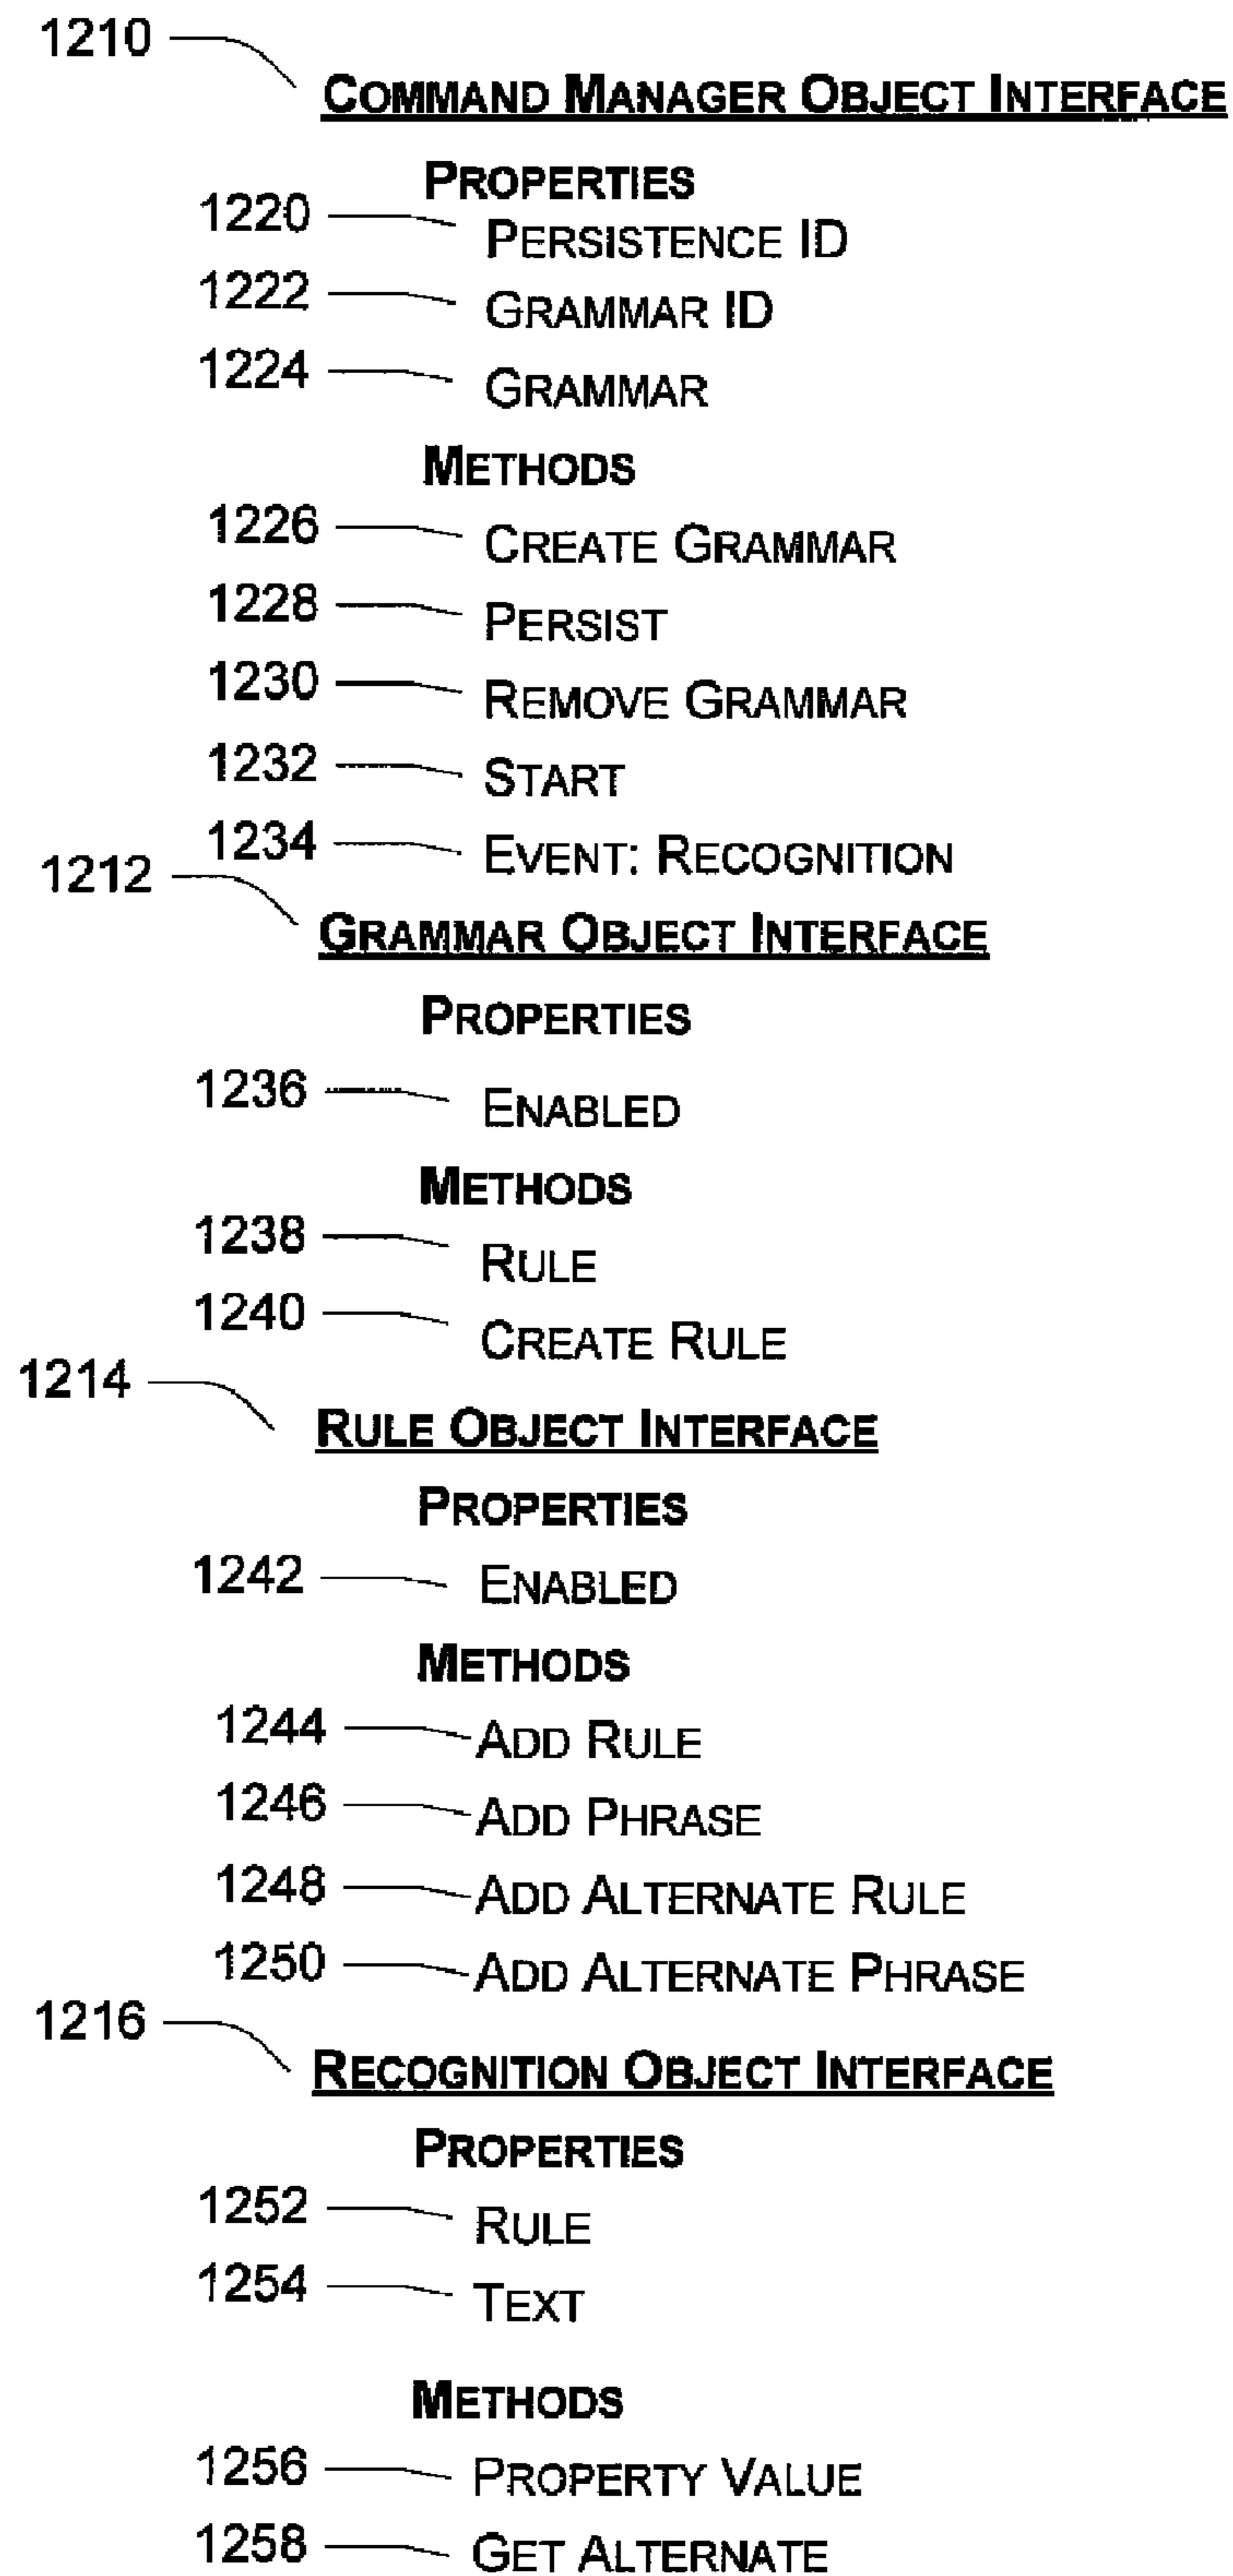 1210
COMMAND MANAGER OBJECT INTERFACE
PROPERTIES
1220 PERSISTENCE ID
1222 GRAMMAR ID
1224 GRAMMAR
METHODS
1226 CREATE GRAMMAR
1228 PERSIST
1230 REMOVE GRAMMAR
1232 START
1234 EVENT: RECOGNITION
1212
GRAMMAR OBJECT INTERFACE
PROPERTIES
1236 ENABLED
METHODS
1238 RULE
1240 CREATE RULE
1214
RULE OBJECT INTERFACE
PROPERTIES
1242 ENABLED
METHODS
1244 ADD RULE
1246 ADD PHRASE
1248 ADD ALTERNATE RULE
1250 ADD ALTERNATE PHRASE
1216
RECOGNITION OBJECT INTERFACE
PROPERTIES
1252 RULE
1254 TEXT
METHODS
1256 PROPERTY VALUE
1258 GET ALTERNATE